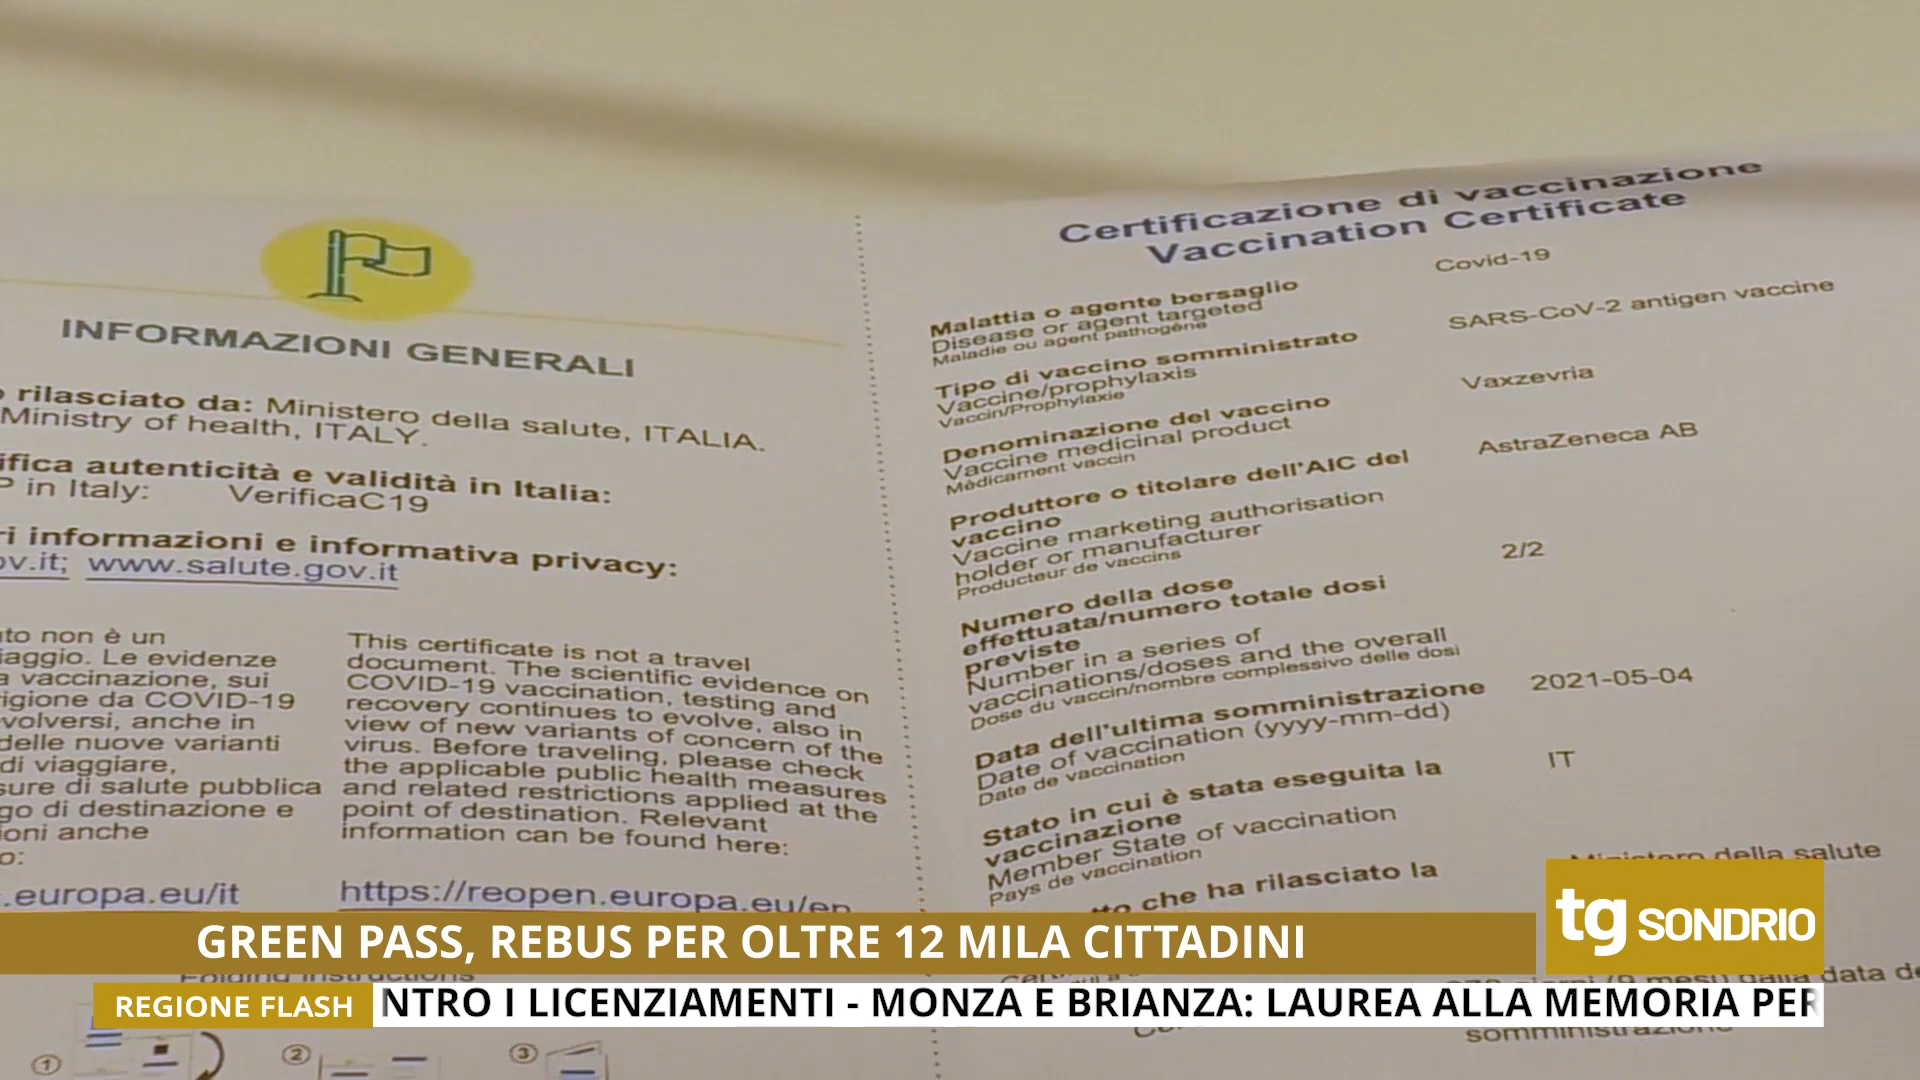 INFORMAZIONI GENERALI
rilasciato da: Ministero della salute, ITALIA.
Ministry of health, ITALY.
autenticità e validità in Italia:
in Italy: VerificaC19
informazioni e informativa privacy:
www.salute.gov.it
non è un
Le evidenze
vaccinazione, sui
da COVID-19
anche in
delle nuove varianti
di viaggiare,
di salute pubblica
di destinazione e
anche
.europa.eu/it
This certificate is not a travel
document. The scientific evidence on
COVID-19 vaccination, testing and
recovery continues to evolve, also in
view of new variants of concern of the
virus. Before traveling, please check
the applicable public health measures
and related restrictions applied at the
point of destination. Relevant
information can be found here:
https://reopen.europa.eu/en
Certificazione di vaccinazione
Vaccination Certificate
Malattia o agente bersaglio Covid-19
Disease or agent targeted
Maladie ou agent pathogène
Tipo di vaccino somministrato SARS-CoV-2 antigen vaccine
Vaccine/prophylaxis
Vaccin/Prophylaxie
Denominazione del vaccino Vaxzevria
Vaccine medicinal product
Médicament vaccin
Produttore o titolare dell'AIC del AstraZeneca AB
vaccino
Vaccine marketing authorisation
holder or manufacturer
Producteur de vaccins
Numero della dose 2/2
effettuata/numero totale dosi
previste
Number in a series of
vaccinations/doses and the overall
Dose du vaccin/nombre complessivo delle dosi
Data dell'ultima somministrazione 2021-05-04
Date of vaccination (yyyy-mm-dd)
Date de vaccination
Stato in cui è stata eseguita la IT
vaccinazione
Member State of vaccination
Pays de vaccination
che ha rilasciato la Ministero della salute
GREEN PASS, REBUS PER OLTRE 12 MILA CITTADINI
tg SONDRIO
Folding instructions
data
REGIONE FLASH
NTRO I LICENZIAMENTI - MONZA E BRIANZA: LAUREA ALLA MEMORIA PER
somministrazione
1 2 3